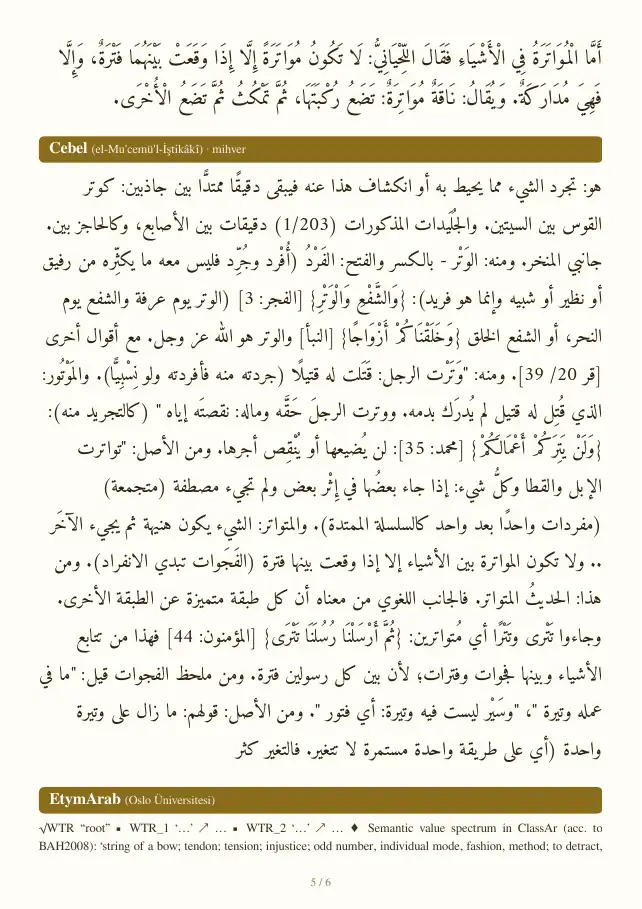 أَمَّا الْمُوَاتَرَةُ فِي الْأَشْيَاءِ فَقَالَ اللِّحْيَانِيُّ: لَا تَكُونُ مُوَاتَرَةً إِلَّا إِذَا وَقَعَتْ بَيْنَهُمَا فَتْرَةٌ، وَإِلَّا
فَهِيَ مُدَارَكَةٌ. وَيُقَالُ: نَاقَةٌ مُوَاتِرَةٌ: تَضَعُ رُكْبَتَهَا، ثُمَّ تَمْكُثُ ثُمَّ تَضَعُ الْأُخْرَى.
Cebel (el-Mu'cemü'l-İştikâkî) · mihver
هو: تجرد الشيء مما يحيط به أو انكشاف هذا عنه فيبقى دقيقًا ممتدًّا بين جاذبين: كوتر
القوس بين السيتين. والجُلَيدات المذكورات (1/203) دقيقات بين الأصابع، وكالحاجز بين.
جانبي المنخر. ومنه: الوَتْر - بالكسر والفتح: الفَرْدُ (أُفْرد وجُرِّد فليس معه ما يكثِّره من رفيق
أو نظير أو شبيه وإنما هو فريد): {وَالشَّفْعِ وَالْوَتْرِ} [الفجر: 3] (الوتر يوم عرفة والشفع يوم
النحر، أو الشفع الخلق {وَخَلَقْنَاكُمْ أَزْوَاجًا} [النبأ] والوتر هو الله عز وجل. مع أقوال أخرى
[قر 20/ 39]. ومنه: "وَتَرْت الرجل: قَتَلت له قتيلًا (جردته منه فأفردته ولو نِسْبِيًّا). والمَوْتُور:
الذي قُتِل له قتيل لم يُدرَك بدمه. ووترت الرجلَ حَقَّه وماله: نقصتَه إياه " (كالتجريد منه):
{وَلَنْ يَتِرَكُمْ أَعْمَالَكُمْ} [محمد: 35]: لن يُضيعها أو يُنْقِص أجرها. ومن الأصل: "تواترت
الإبل والقطا وكلُّ شيء: إذا جاء بعضُها في إِثْر بعض ولم تجيء مصطفة (متجمعة)
(مفردات واحدًا بعد واحد كالسلسلة الممتدة). والمتواتر: الشيء يكون هنيهة ثم يجيء الآخَر
.. ولا تكون المواترة بين الأشياء إلا إذا وقعت بينها فترة (الفَجَوات تبدي الانفراد). ومن
هذا: الحديثُ المتواتر. فالجانب اللغوي من معناه أن كل طبقة متميزة عن الطبقة الأخرى.
وجاءوا تَتْرى وتَتْرًا أي مُتواترين: {ثُمَّ أَرْسَلْنَا رُسُلَنَا تَتْرَى} [المؤمنون: 44] فهذا من تتابع
الأشياء وبينها فجوات وفترات؛ لأن بين كل رسولين فترة. ومن ملحظ الفجوات قيل: "ما في
عمله وتيرة "، "وسَيْر ليست فيه وتيرة: أي فتور ". ومن الأصل: قولهم: ما زال على وتيرة
واحدة (أي على طريقة واحدة مستمرة لا تتغير. فالتغير كثر
EtymArab (Oslo Üniversitesi)
√WTR “root” ▪ WTR_1 ‘…’ ↗ … ▪ WTR_2 ‘…’ ↗ … ♦ Semantic value spectrum in ClassAr (acc. to
BAH2008): ‘string of a bow; tendon; tension; injustice; odd number, individual mode, fashion, method; to detract,
5 / 6